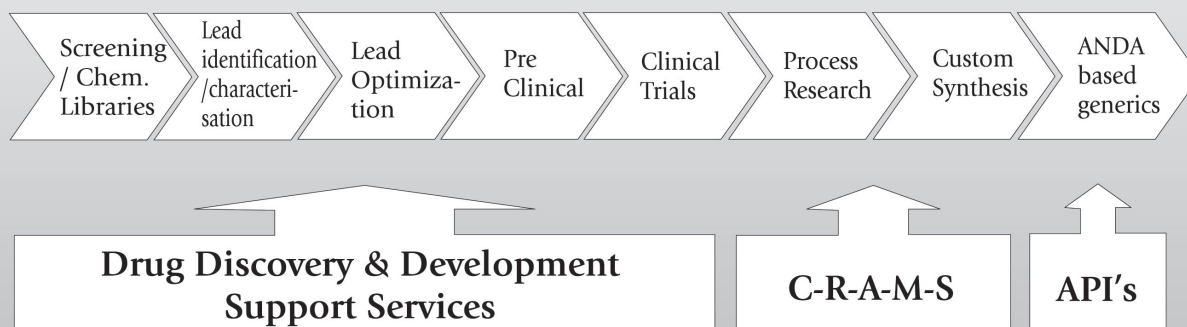 Screening
/ Chem.
Libraries
Lead
identification
/characteri-
sation
Lead
Optimiza-
tion
Pre
Clinical
Clinical
Trials
Process
Research
Custom
Synthesis
ANDA
based
generics
Drug Discovery & Development
Support Services
C-R-A-M-S
API's